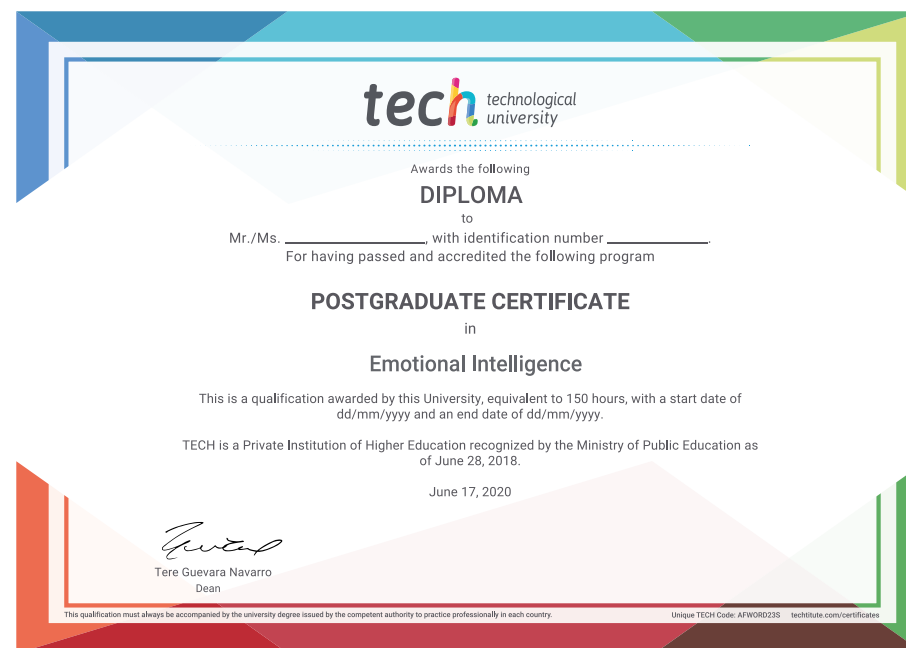 tech technological
university
Awards the following
DIPLOMA
to
Mr./Ms. ____________________, with identification number ______________.
For having passed and accredited the following program
POSTGRADUATE CERTIFICATE
in
Emotional Intelligence
This is a qualification awarded by this University, equivalent to 150 hours, with a start date of
dd/mm/yyyy and an end date of dd/mm/yyyy.
TECH is a Private Institution of Higher Education recognized by the Ministry of Public Education as
of June 28, 2018.
June 17, 2020
Tere Guevara Navarro
Dean
This qualification must always be accompanied by the university degree issued by the competent authority to practice professionally in each country.
Unique TECH Code: AFWORD23S techtitute.com/certificates